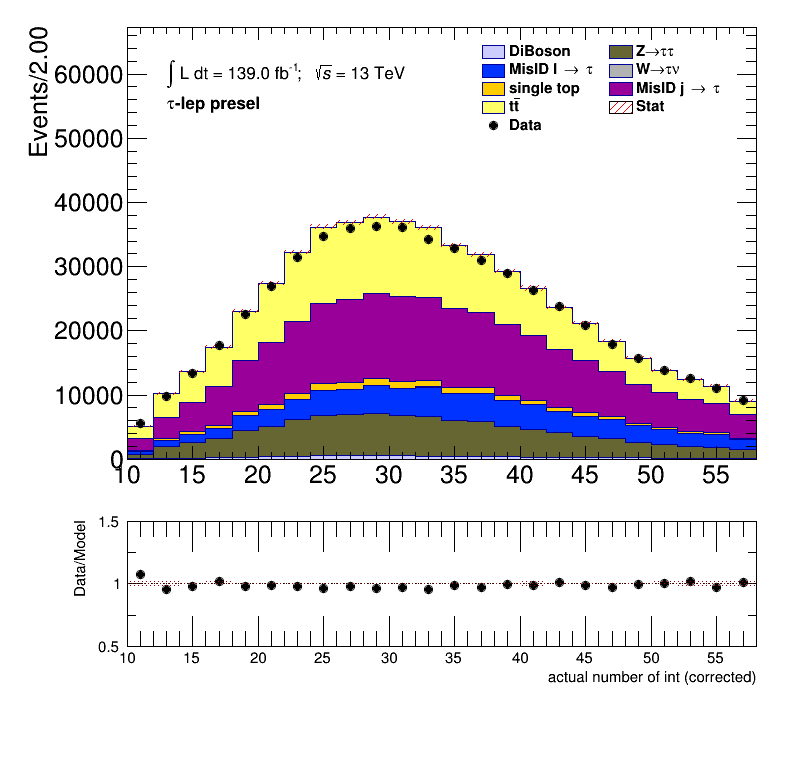 Events/2.00
60000
50000
40000
30000
20000
10000
0
∫ L dt = 139.0 fb⁻¹; √s = 13 TeV
τ-lep presel
DiBoson
MisID l → τ
single top
tt̄
Data
Z→ττ
W→τν
MisID j → τ
Stat
10 15 20 25 30 35 40 45 50 55
Data/Model
1.5
1
0.5
10 15 20 25 30 35 40 45 50 55
actual number of int (corrected)